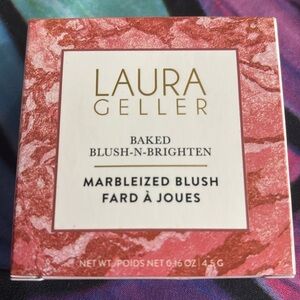 LAURA
GELLER
BAKED
BLUSH-N-BRIGHTEN
MARBLEIZED BLUSH
FARD À JOUES
NET WT./POIDS NET 0.16 OZ | 4.5 G